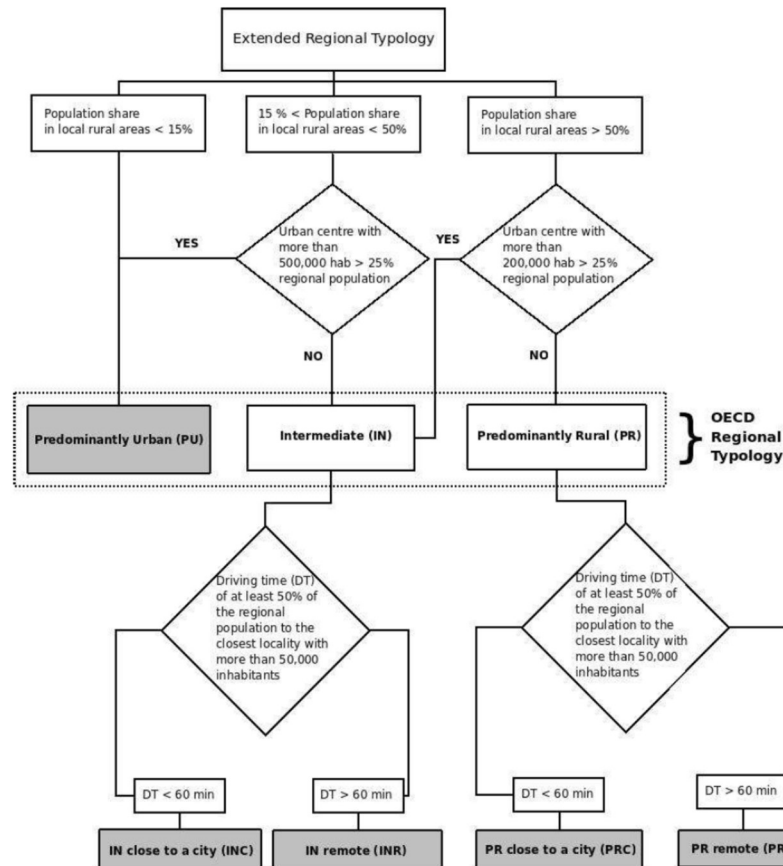 Extended Regional Typology
Population share
in local rural areas < 15%
15 % < Population share
in local rural areas < 50%
Population share
in local rural areas > 50%
YES
Urban centre with
more than
500,000 hab > 25%
regional population
YES
Urban centre with
more than
200,000 hab > 25%
regional population
NO
NO
Predominantly Urban (PU)
Intermediate (IN)
Predominantly Rural (PR)
}
OECD
Regional
Typology
Driving time (DT)
of at least 50% of
the regional
population to the
closest locality with
more than 50,000
inhabitants
Driving time (DT)
of at least 50% of
the regional
population to the
closest locality with
more than 50,000
inhabitants
DT < 60 min
DT > 60 min
DT < 60 min
DT > 60 min
IN close to a city (INC)
IN remote (INR)
PR close to a city (PRC)
PR remote (PR